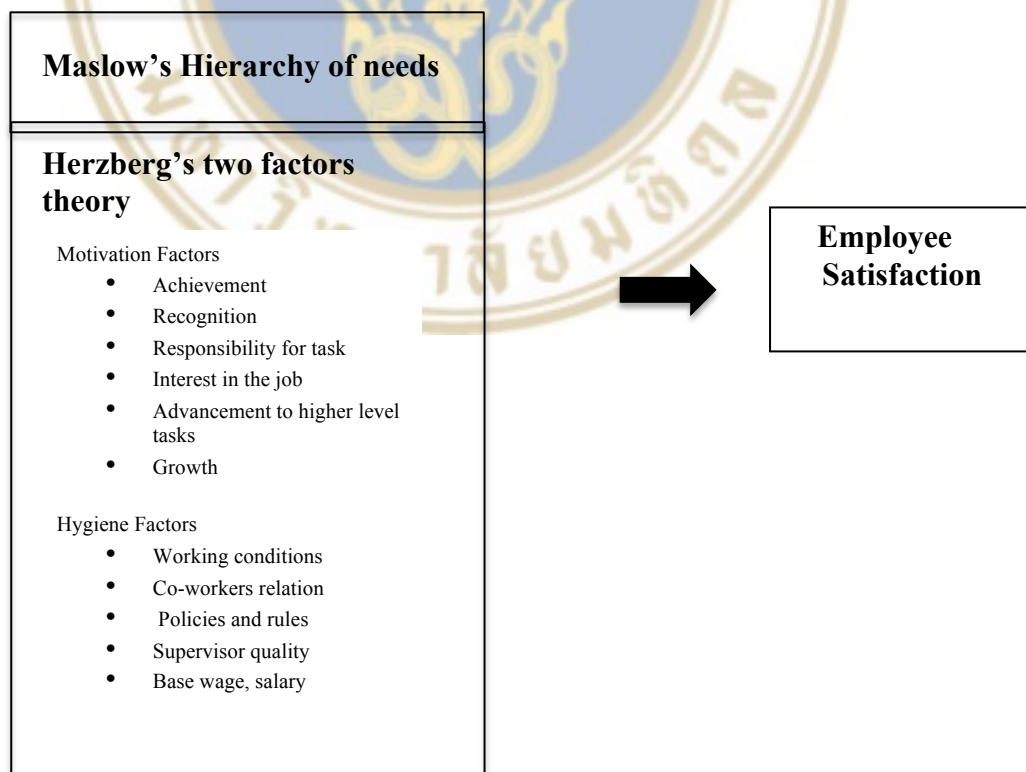 Maslow's Hierarchy of needs
Herzberg's two factors
theory
Motivation Factors
• Achievement
• Recognition
• Responsibility for task
• Interest in the job
• Advancement to higher level
tasks
• Growth
Hygiene Factors
• Working conditions
• Co-workers relation
• Policies and rules
• Supervisor quality
• Base wage, salary
Employee
Satisfaction